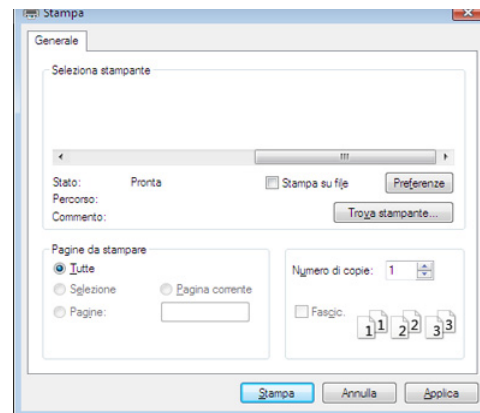 Stampa
Generale
Seleziona stampante
Stato: Pronta
Stampa su file
Preferenze
Percorso:
Commento:
Trova stampante...
Pagine da stampare
Tutte
Selezione
Pagina corrente
Pagine:
Numero di copie: 1
Fascic.
1 1 2 2 3 3
Stampa
Annulla
Applica